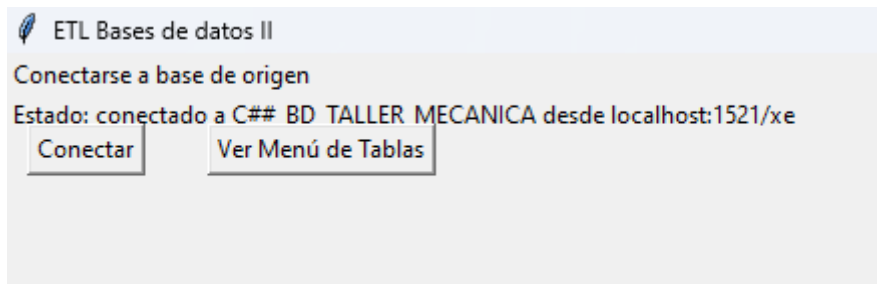 ETL Bases de datos II
Conectarse a base de origen
Estado: conectado a C##_BD_TALLER_MECANICA desde localhost:1521/xe
Conectar Ver Menú de Tablas